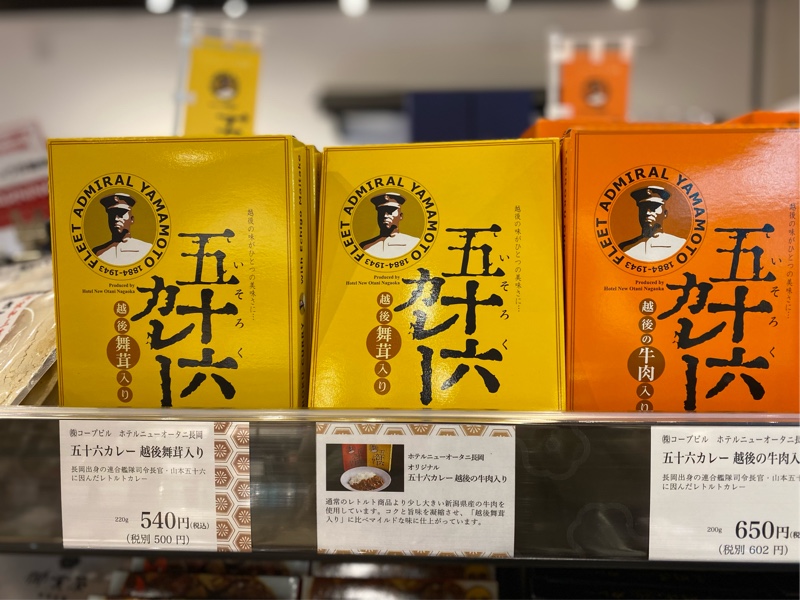 FLEET ADMIRAL YAMAMOTO 1884-1943
Produced by
Hotel New Otani Nagaoka
越後の味がひとつの美味さに…
五十六
いそろく
カレー
越後
舞茸
入り
FLEET ADMIRAL YAMAMOTO 1884-1943
Produced by
Hotel New Otani Nagaoka
越後の味がひとつの美味さに…
五十六
いそろく
カレー
越後
舞茸
入り
FLEET ADMIRAL YAMAMOTO 1884-1943
Produced by
Hotel New Otani Nagaoka
越後の味がひとつの美味さに…
五十六
いそろく
カレー
越後の
牛肉
入り
㈱コープビル ホテルニューオータニ長岡
五十六カレー 越後舞茸入り
長岡出身の連合艦隊司令長官・山本五十六
に因んだレトルトカレー
220g 540円(税込)
(税別 500 円)
ホテルニューオータニ長岡
オリジナル
五十六カレー 越後の牛肉入り
通常のレトルト商品より少し大きい新潟県産の牛肉を
使用しています。コクと旨味を凝縮させ、「越後舞茸
入り」に比べマイルドな味に仕上がっています。
㈱コープビル ホテルニューオータニ長
五十六カレー 越後の牛肉入
長岡出身の連合艦隊司令長官・山本五十
に因んだレトルトカレー
200g 650円(税
(税別 602 円)